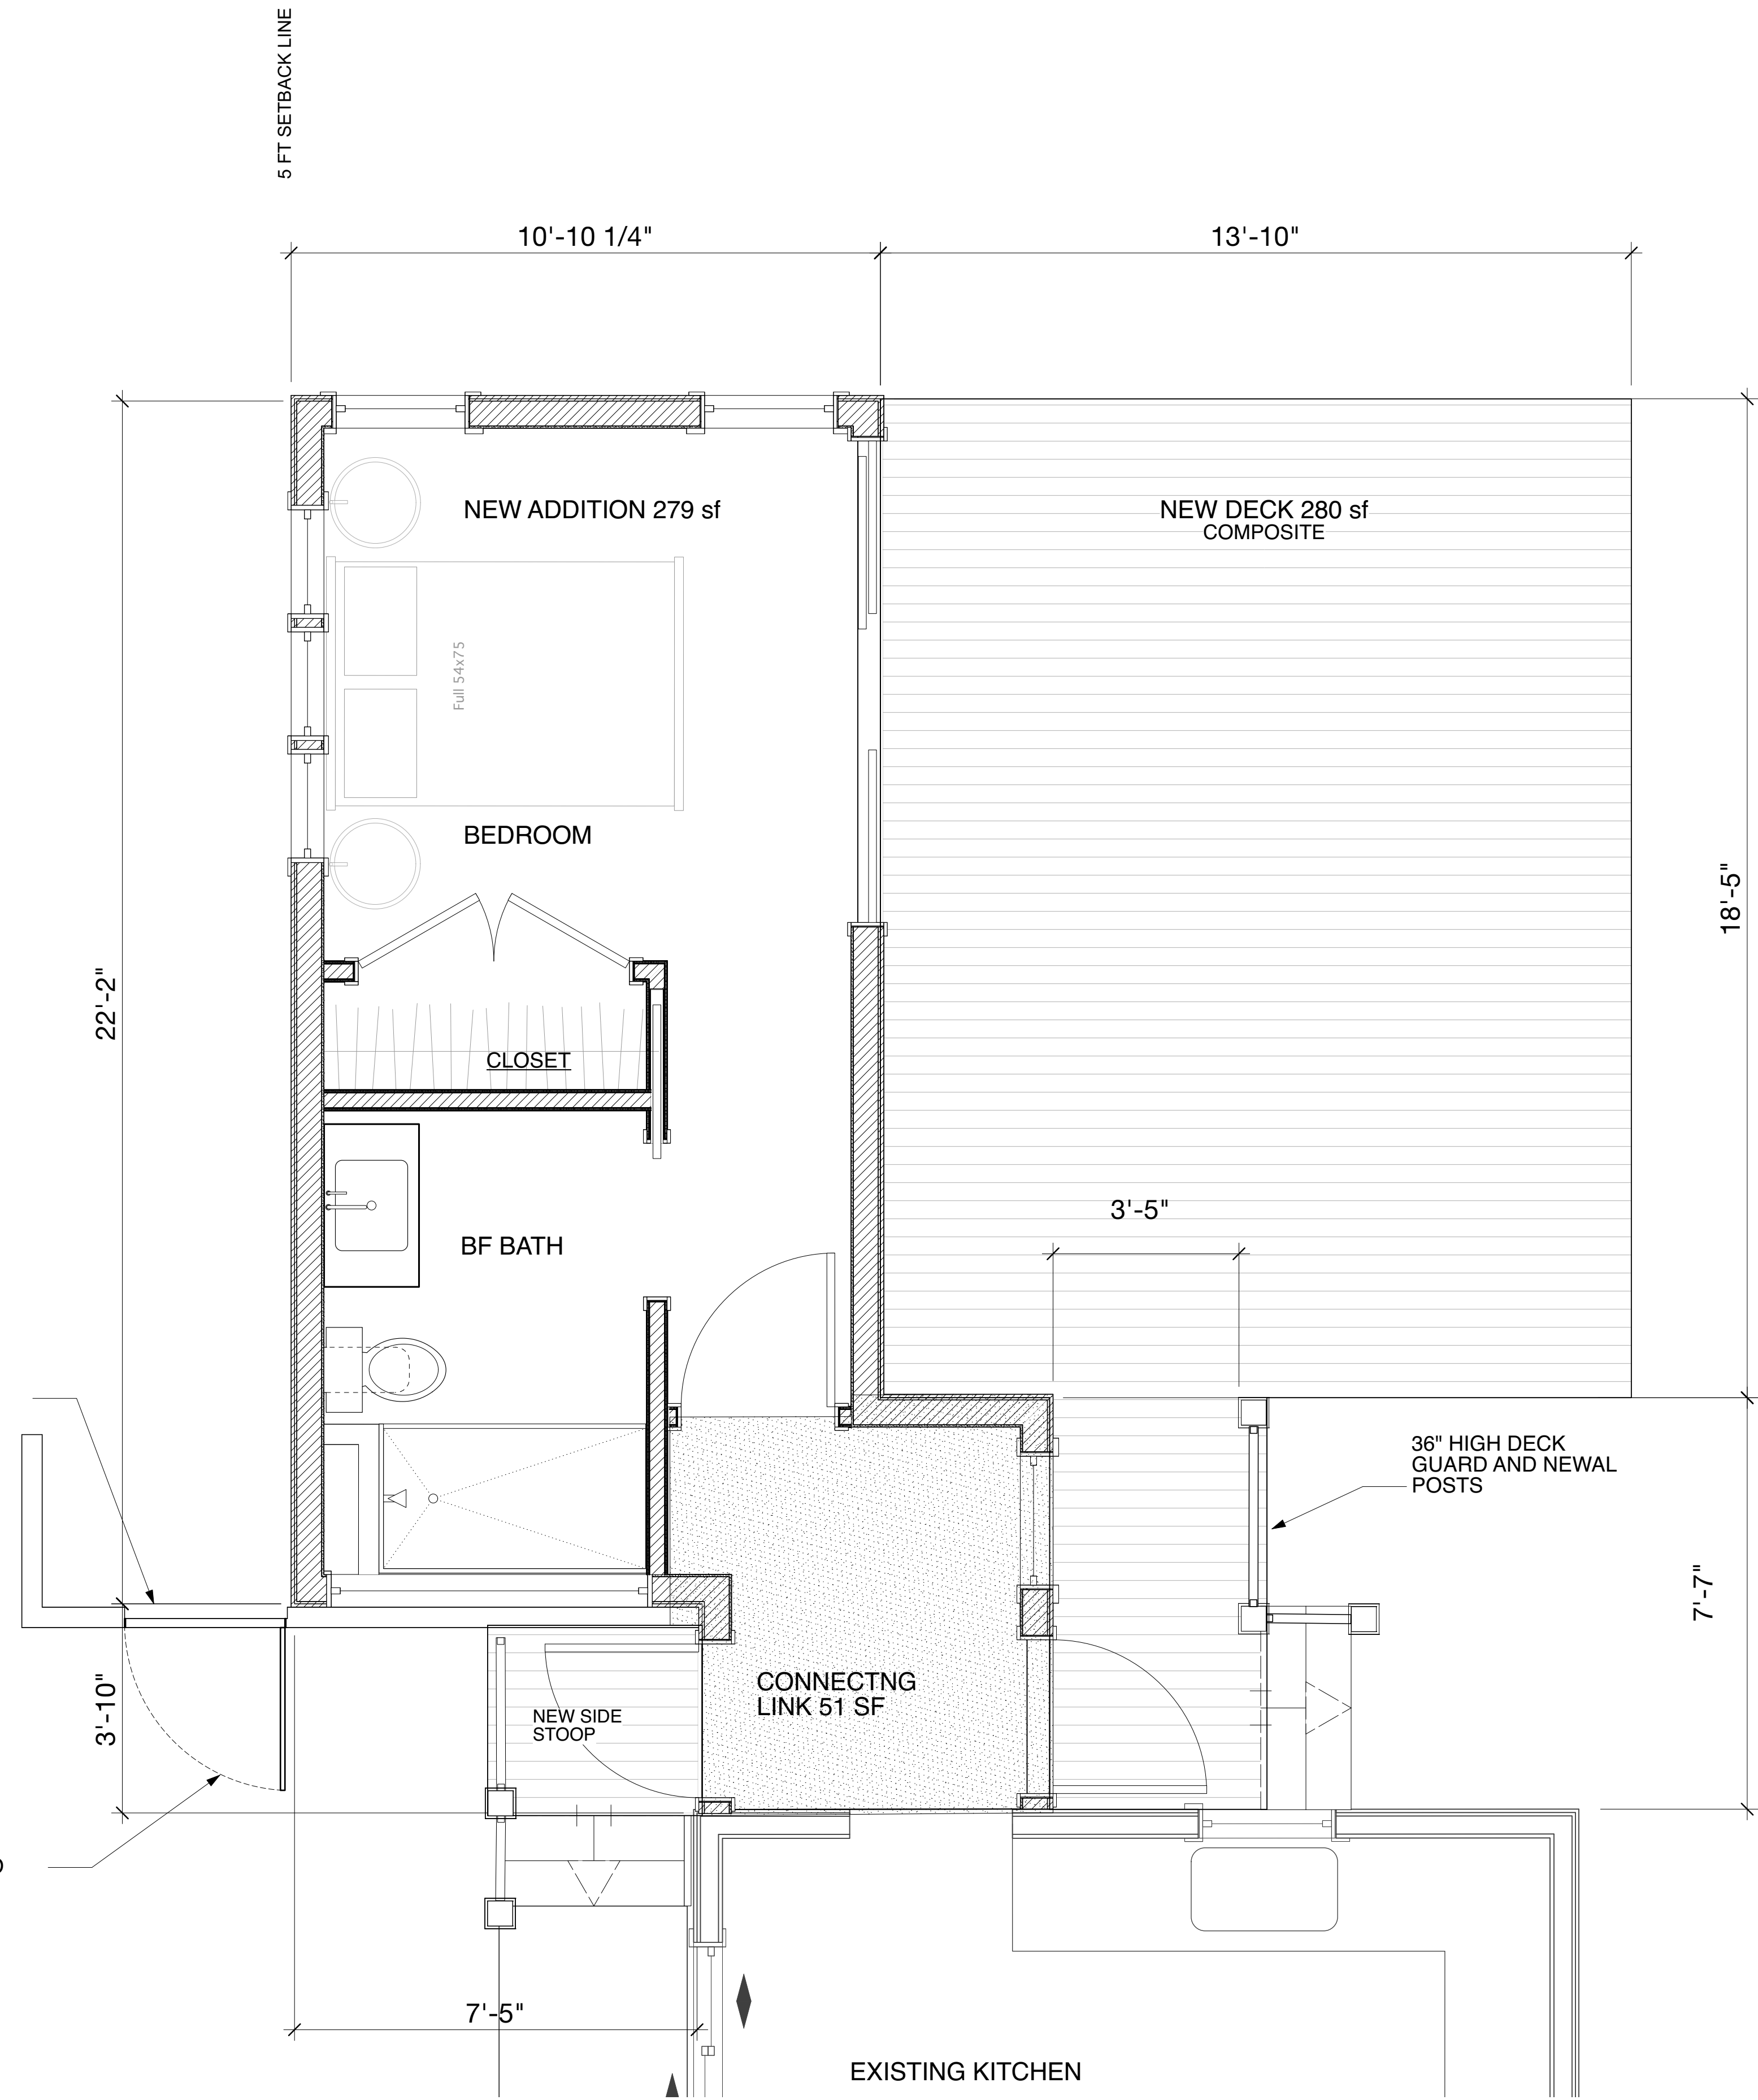 5 FT SETBACK LINE
10'-10 1/4"
13'-10"
NEW ADDITION 279 sf
NEW DECK 280 sf
COMPOSITE
Full 54x75
BEDROOM
18'-5"
22'-2"
CLOSET
3'-5"
BF BATH
36" HIGH DECK
GUARD AND NEWAL
POSTS
7'-7"
CONNECTNG
LINK 51 SF
3'-10"
NEW SIDE
STOOP
7'-5"
EXISTING KITCHEN